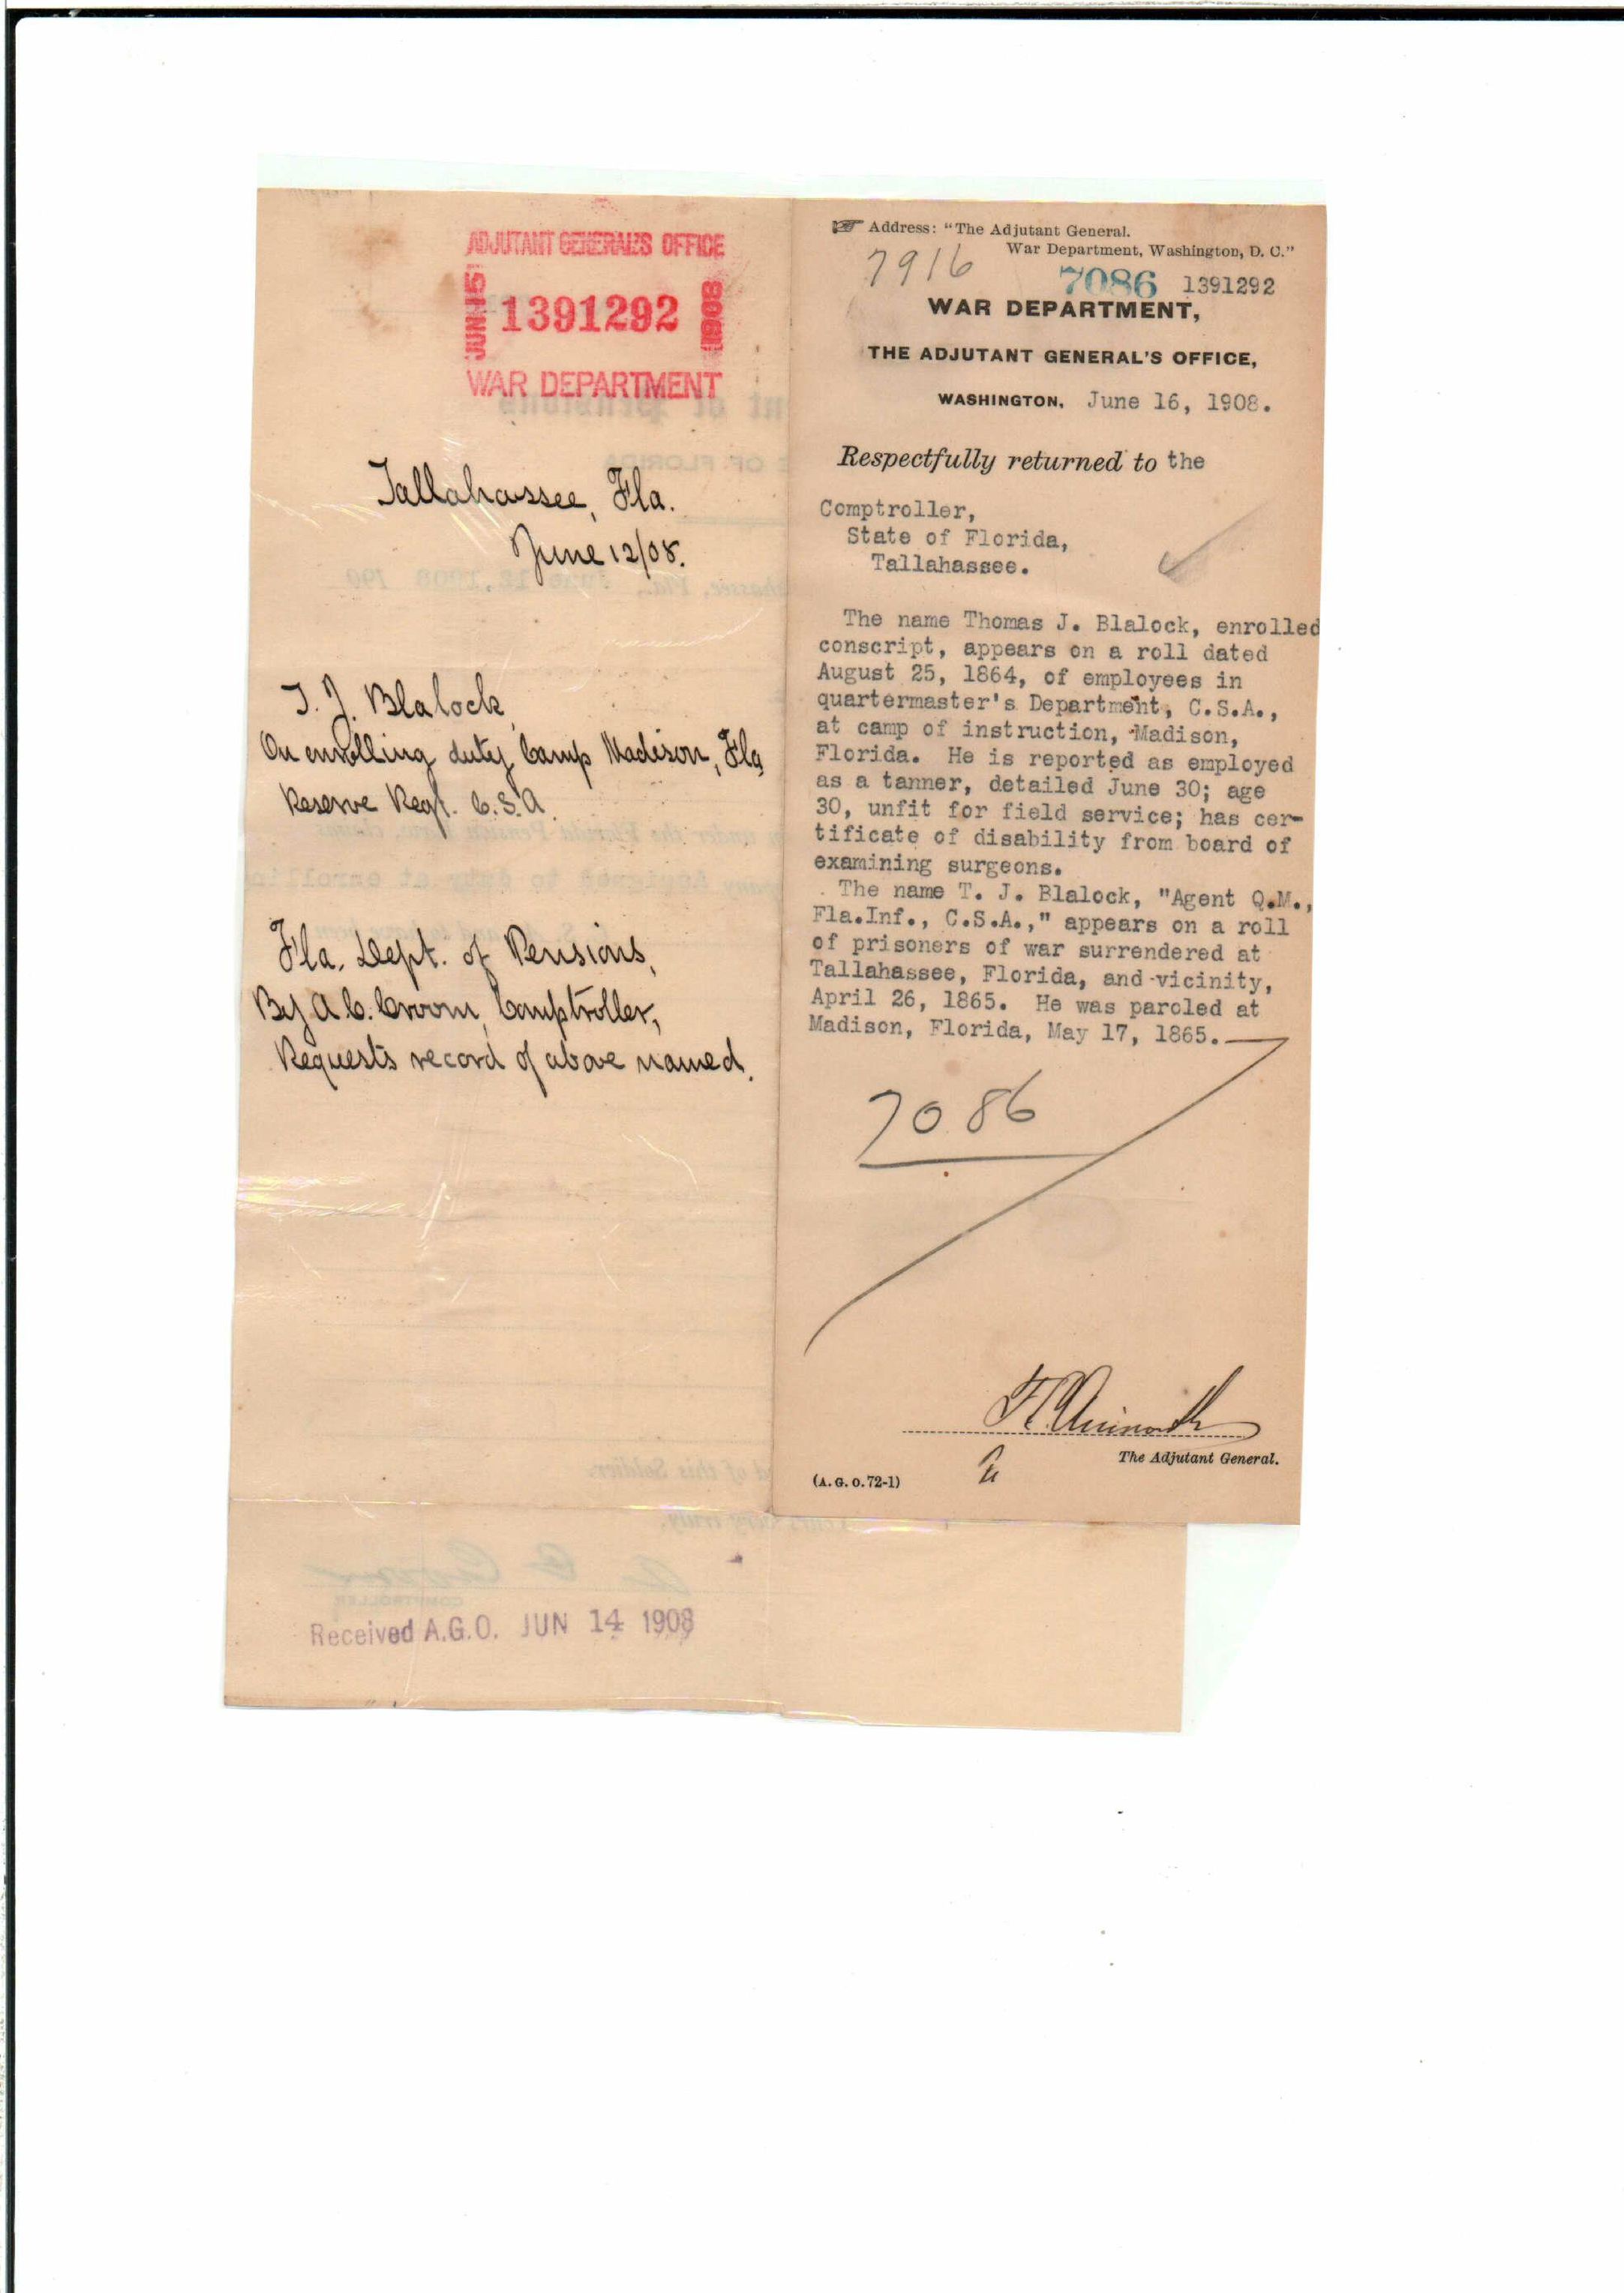 ADJUTANT GENERAL'S OFFICE
JUN 15 1391292 1908
WAR DEPARTMENT
Tallahassee, Fla.
June 12/08.
T. J. Blalock,
On enrolling duty Camp Madison, Fla
Reserve Regt. C.S.A.
Fla. Dept. of Pensions,
By A. C. Croom, Comptroller,
Requests record of above named.
Received A.G.O. JUN 14 1908
Address: "The Adjutant General.
War Department, Washington, D. C."
7916
7086 1391292
WAR DEPARTMENT,
THE ADJUTANT GENERAL'S OFFICE,
WASHINGTON, June 16, 1908.
Respectfully returned to the
Comptroller,
State of Florida,
Tallahassee.
The name Thomas J. Blalock, enrolled
conscript, appears on a roll dated
August 25, 1864, of employees in
quartermaster's Department, C.S.A.,
at camp of instruction, Madison,
Florida. He is reported as employed
as a tanner, detailed June 30; age
30, unfit for field service; has cer-
tificate of disability from board of
examining surgeons.
The name T. J. Blalock, "Agent Q.M.,
Fla.Inf., C.S.A.," appears on a roll
of prisoners of war surrendered at
Tallahassee, Florida, and vicinity,
April 26, 1865. He was paroled at
Madison, Florida, May 17, 1865.
7086
F C Ainsworth
The Adjutant General.
(A. G. O. 72-1)